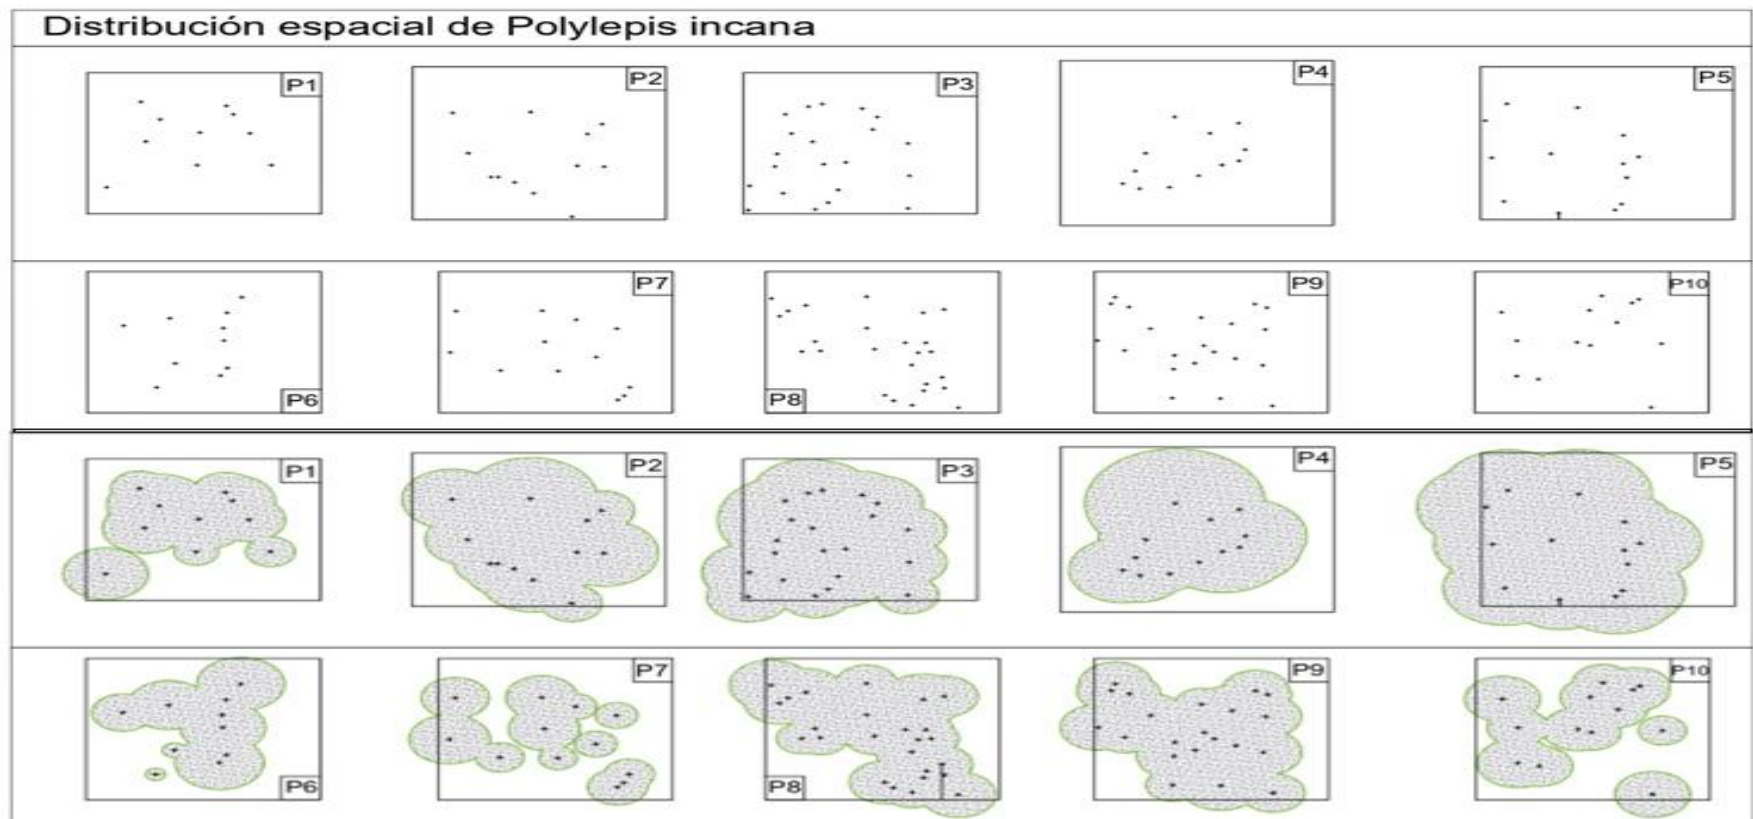 Distribución espacial de Polylepis incana
P1
P2
P3
P4
P5
P6
P7
P8
P9
P10
P1
P2
P3
P4
P5
P6
P7
P8
P9
P10